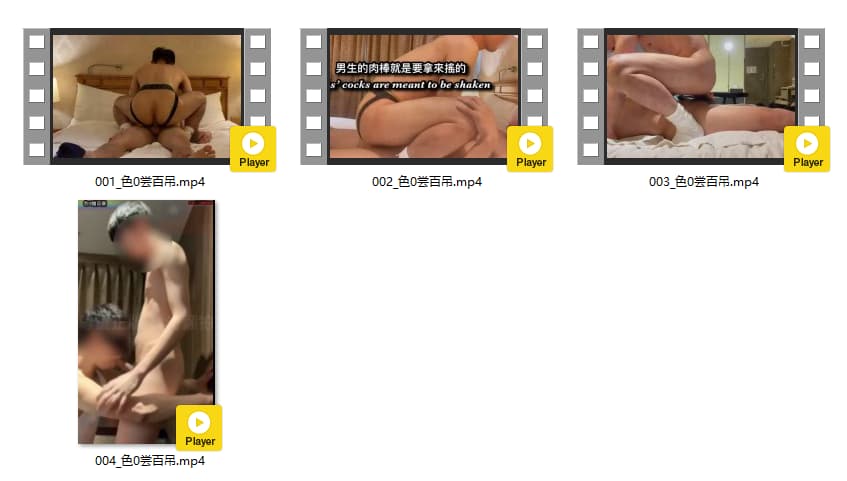 男生的肉棒就是要拿來搖的
s' cocks are meant to be shaken
Player
Player
Player
001_色0尝百吊.mp4
002_色0尝百吊.mp4
003_色0尝百吊.mp4
Player
004_色0尝百吊.mp4